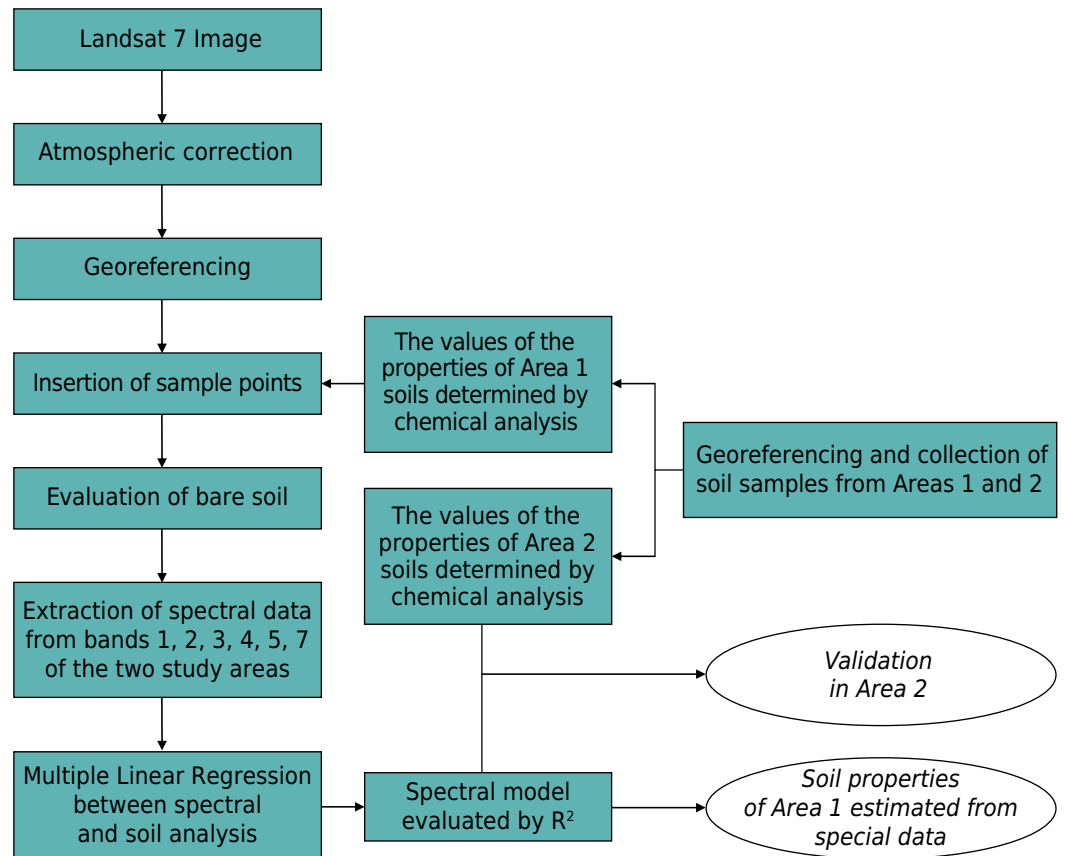 Landsat 7 Image
Atmospheric correction
Georeferencing
Insertion of sample points
Evaluation of bare soil
Extraction of spectral data
from bands 1, 2, 3, 4, 5, 7
of the two study areas
Multiple Linear Regression
between spectral
and soil analysis
The values of the
properties of Area 1
soils determined by
chemical analysis
The values of the
properties of Area 2
soils determined by
chemical analysis
Spectral model
evaluated by R²
Georeferencing and collection of
soil samples from Areas 1 and 2
Validation
in Area 2
Soil properties
of Area 1 estimated from
special data